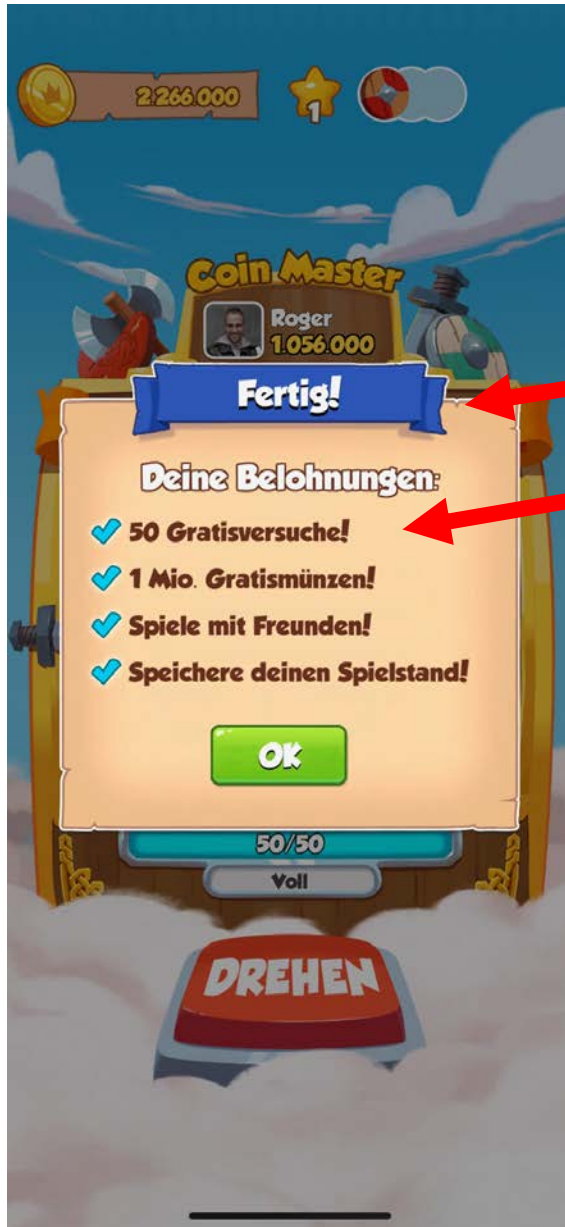 2.266.000
1
Coin Master
Roger
1.056.000
Fertig!
Deine Belohnungen:
50 Gratisversuche!
1 Mio. Gratismünzen!
Spiele mit Freunden!
Speichere deinen Spielstand!
OK
50/50
Voll
DREHEN